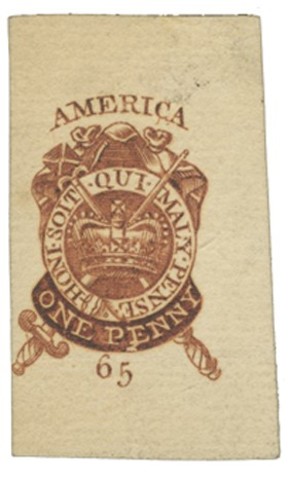 AMERICA
HONI·SOIT·QUI·MAL·Y·PENSE
ONE PENNY
65